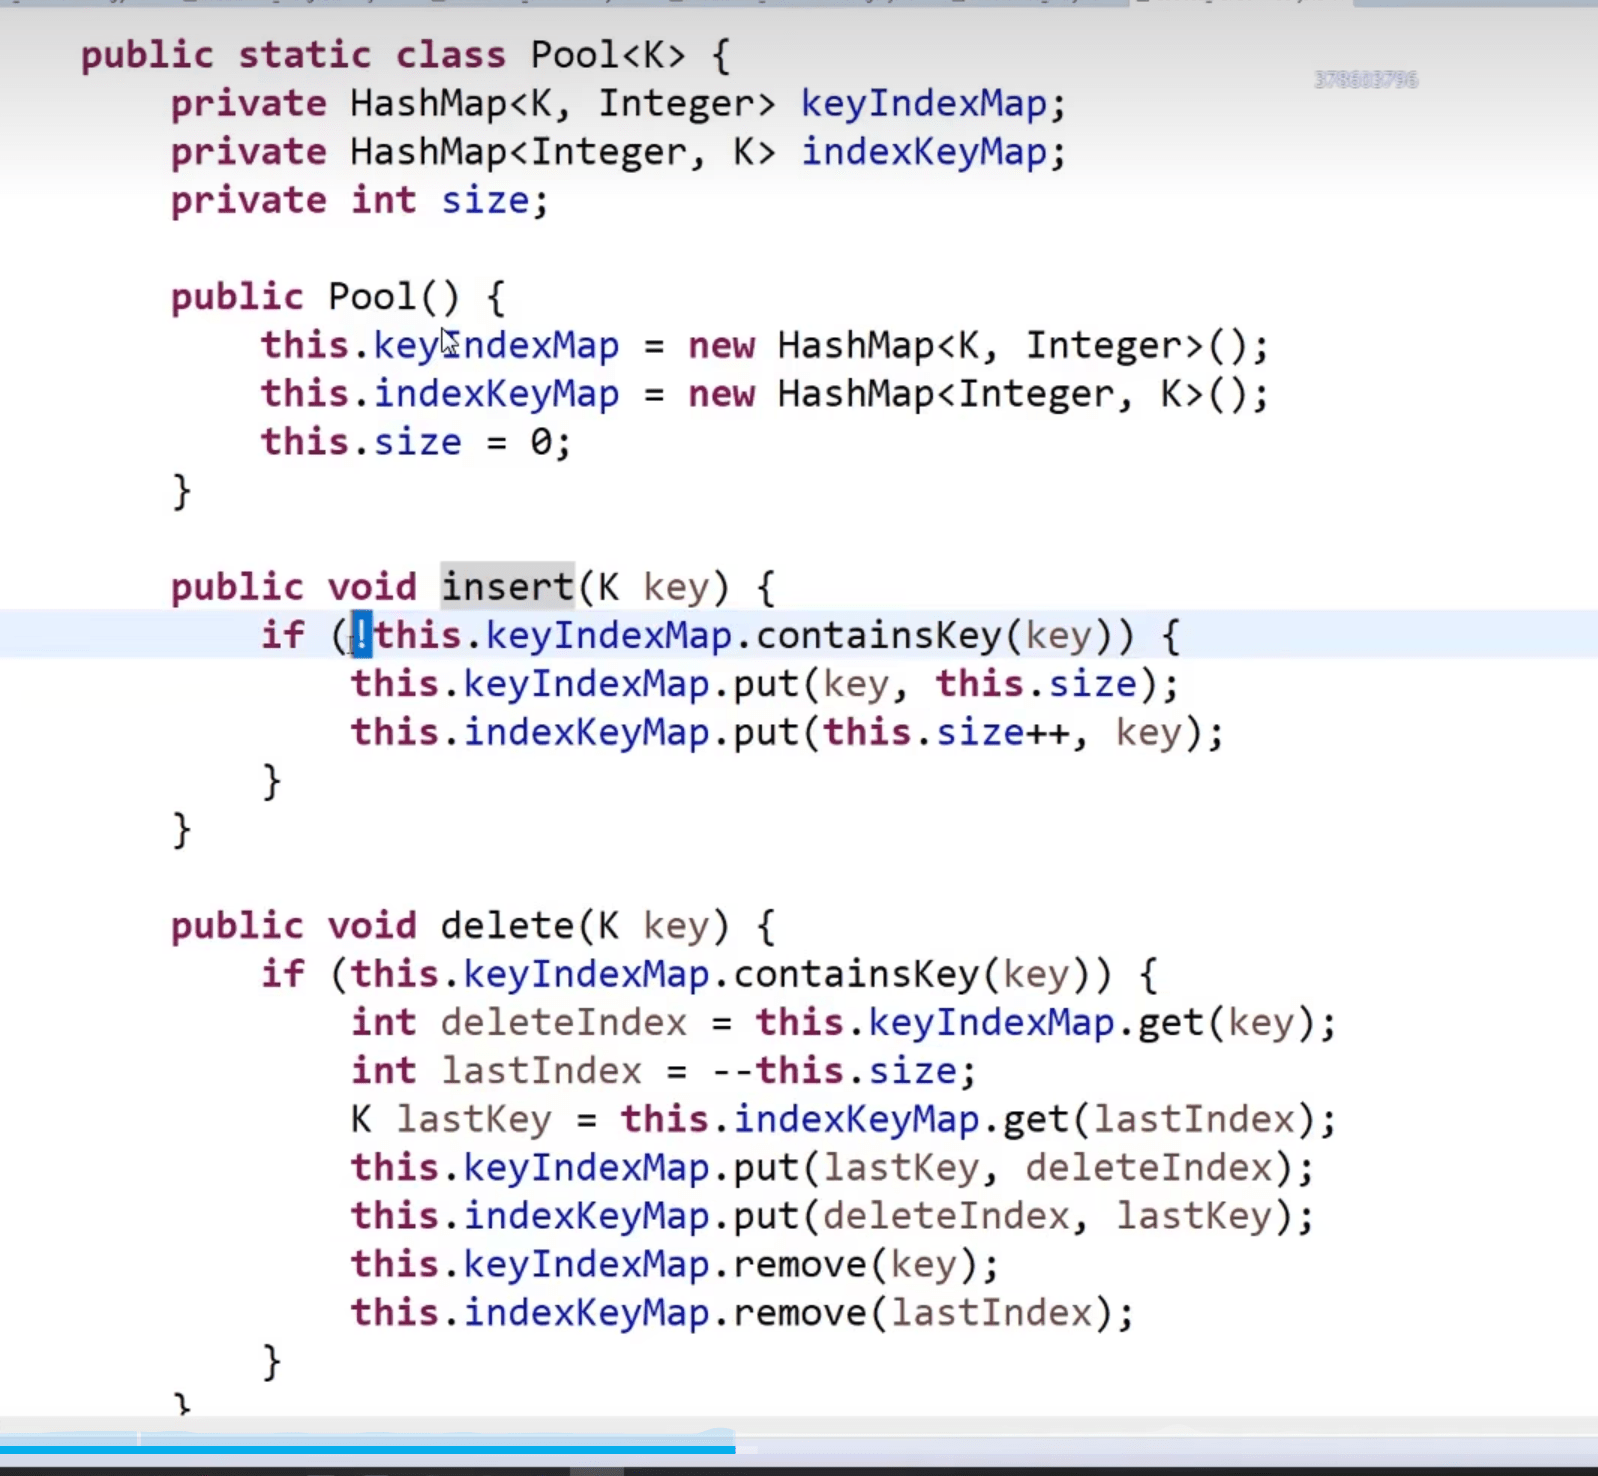 public static class Pool<K> {
378603796
private HashMap<K, Integer> keyIndexMap;
private HashMap<Integer, K> indexKeyMap;
private int size;
public Pool() {
this.keyIndexMap = new HashMap<K, Integer>();
this.indexKeyMap = new HashMap<Integer, K>();
this.size = 0;
}
public void insert(K key) {
if (!this.keyIndexMap.containsKey(key)) {
this.keyIndexMap.put(key, this.size);
this.indexKeyMap.put(this.size++, key);
}
}
public void delete(K key) {
if (this.keyIndexMap.containsKey(key)) {
int deleteIndex = this.keyIndexMap.get(key);
int lastIndex = --this.size;
K lastKey = this.indexKeyMap.get(lastIndex);
this.keyIndexMap.put(lastKey, deleteIndex);
this.indexKeyMap.put(deleteIndex, lastKey);
this.keyIndexMap.remove(key);
this.indexKeyMap.remove(lastIndex);
}
}